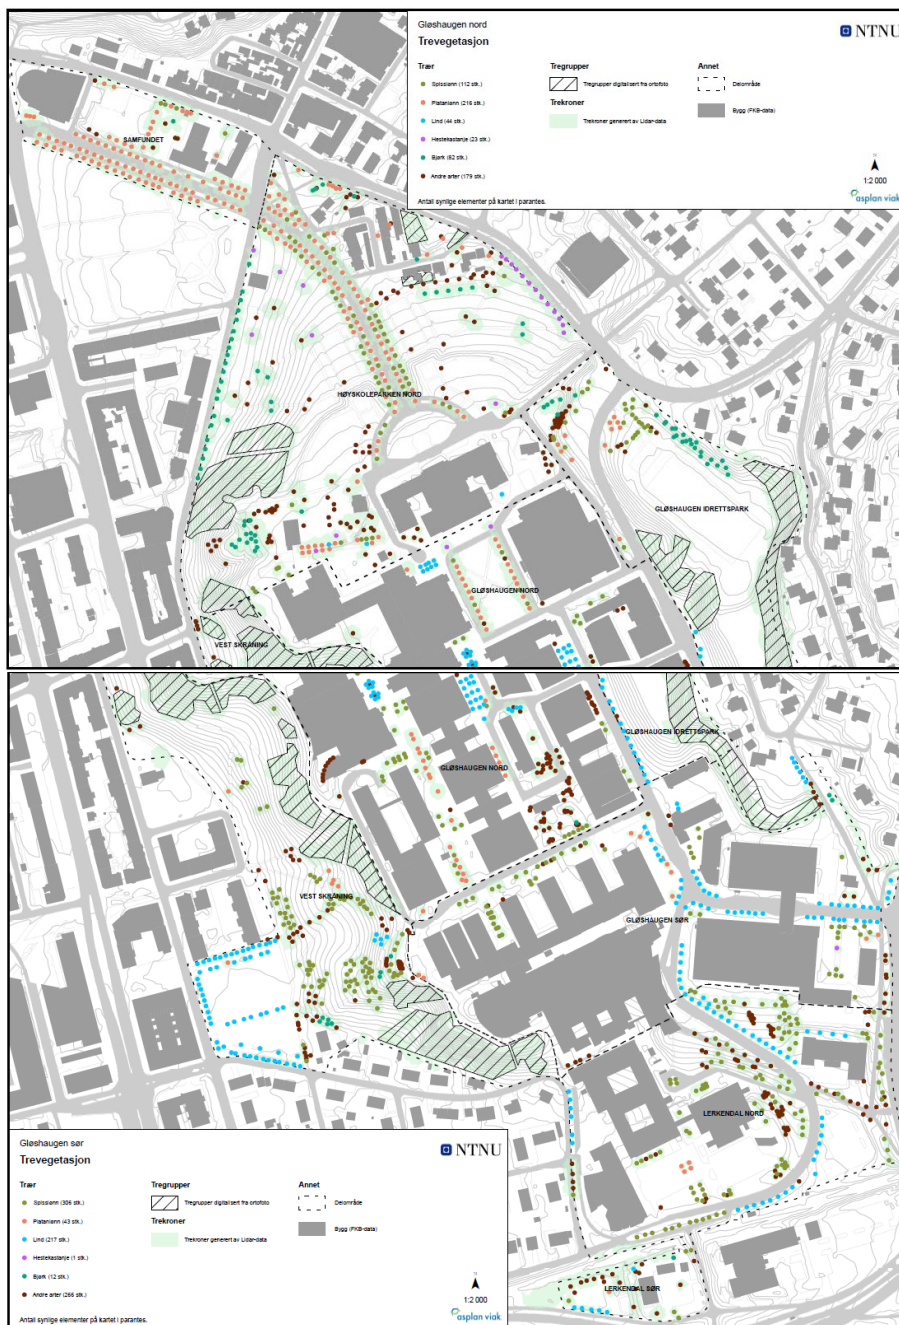 Gløshaugen nord
Trevegetasjon
NTNU
Trær
Spisslønn (112 stk.)
Platanlønn (216 stk.)
Lind (44 stk.)
Hestekastanje (23 stk.)
Bjørk (82 stk.)
Andre arter (179 stk.)
Tregrupper
Tregrupper digitalisert fra ortofoto
Trekroner
Trekroner generert av Lidar-data
Annet
Delområde
Bygg (FKB-data)
N
1:2 000
asplan viak
Antall synlige elementer på kartet i parantes.
SAMFUNDET
HØYSKOLEPARKEN NORD
GLØSHAUGEN IDRETTSPARK
GLØSHAUGEN NORD
VEST SKRÅNING
GLØSHAUGEN IDRETTSPARK
GLØSHAUGEN NORD
VEST SKRÅNING
GLØSHAUGEN SØR
LERKENDAL NORD
LERKENDAL SØR
Gløshaugen sør
Trevegetasjon
NTNU
Trær
Spisslønn (306 stk.)
Platanlønn (43 stk.)
Lind (217 stk.)
Hestekastanje (1 stk.)
Bjørk (12 stk.)
Andre arter (266 stk.)
Tregrupper
Tregrupper digitalisert fra ortofoto
Trekroner
Trekroner generert av Lidar-data
Annet
Delområde
Bygg (FKB-data)
N
1:2 000
asplan viak
Antall synlige elementer på kartet i parantes.